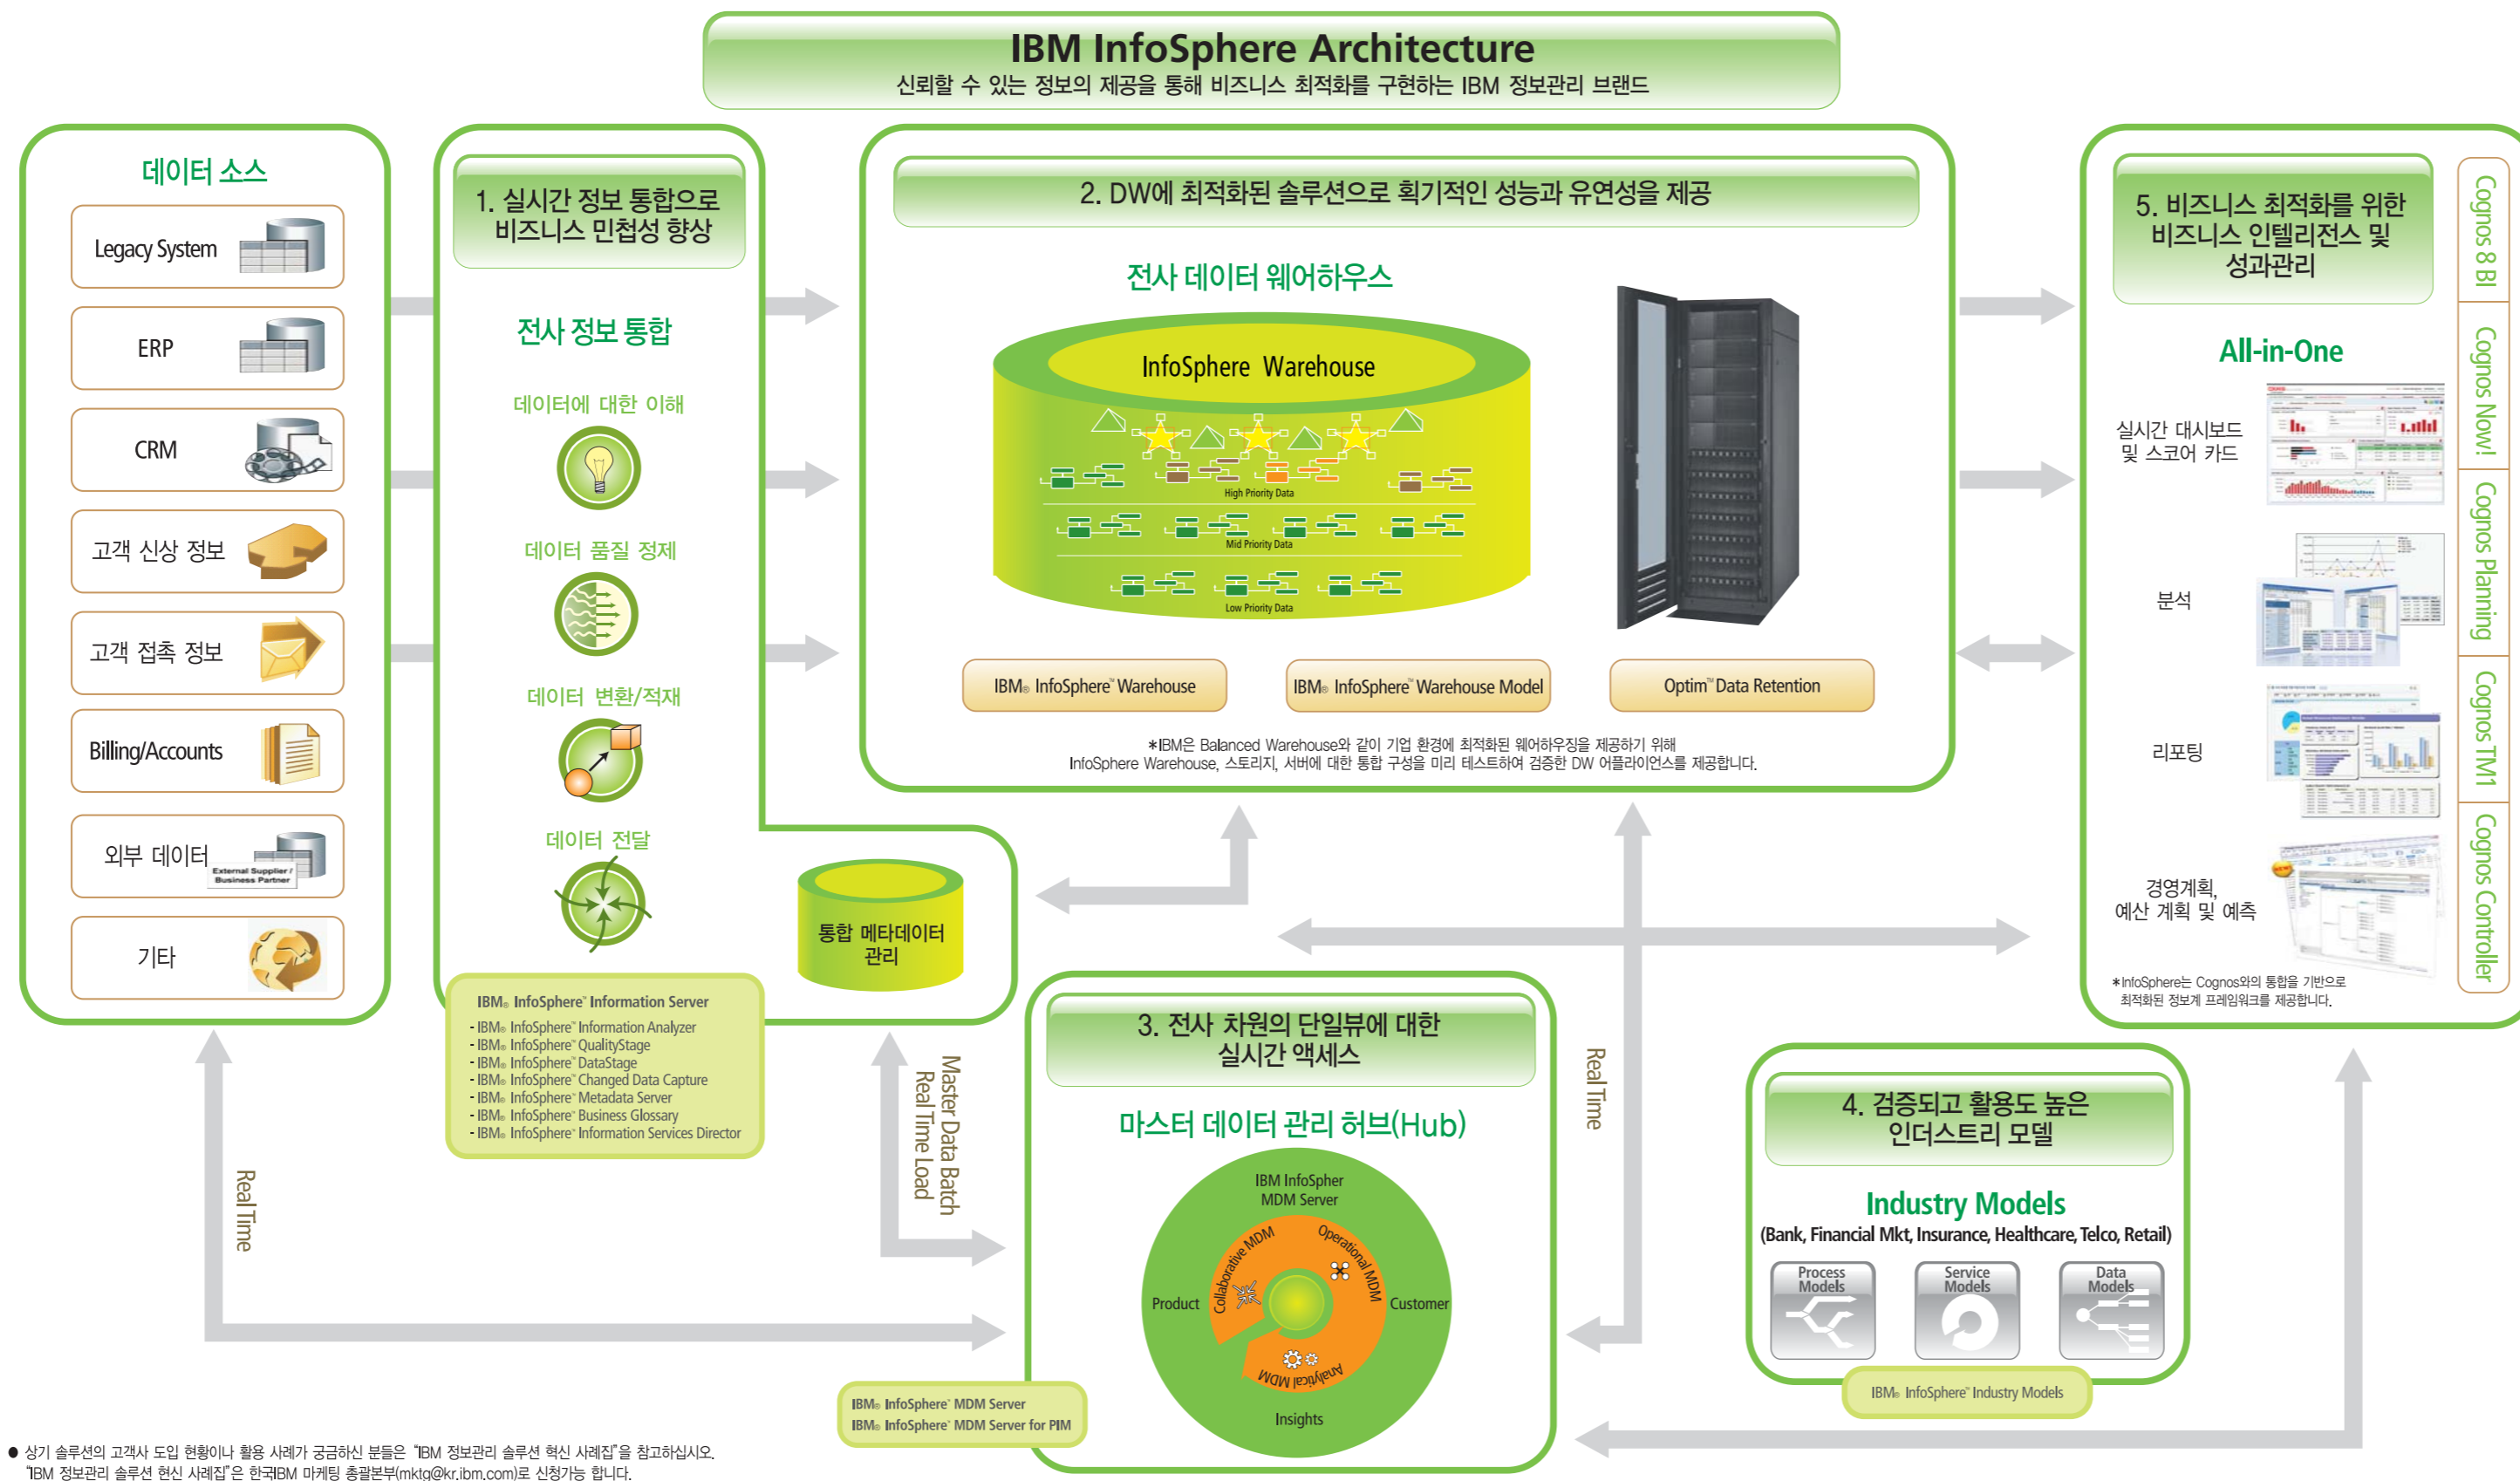 IBM InfoSphere Architecture
신뢰할 수 있는 정보의 제공을 통해 비즈니스 최적화를 구현하는 IBM 정보관리 브랜드
데이터 소스
Legacy System
ERP
CRM
고객 신상 정보
고객 접촉 정보
Billing/Accounts
외부 데이터
External Supplier /
Business Partner
기타
Real Time
1. 실시간 정보 통합으로
비즈니스 민첩성 향상
전사 정보 통합
데이터에 대한 이해
데이터 품질 정제
데이터 변환/적재
데이터 전달
통합 메타데이터
관리
IBM® InfoSphere™ Information Server
- IBM® InfoSphere™ Information Analyzer
- IBM® InfoSphere™ QualityStage
- IBM® InfoSphere™ DataStage
- IBM® InfoSphere™ Changed Data Capture
- IBM® InfoSphere™ Metadata Server
- IBM® InfoSphere™ Business Glossary
- IBM® InfoSphere™ Information Services Director
Master Data Batch
Real Time Load
2. DW에 최적화된 솔루션으로 획기적인 성능과 유연성을 제공
전사 데이터 웨어하우스
InfoSphere Warehouse
High Priority Data
Mid Priority Data
Low Priority Data
IBM® InfoSphere™ Warehouse
IBM® InfoSphere™ Warehouse Model
Optim™ Data Retention
*IBM은 Balanced Warehouse와 같이 기업 환경에 최적화된 웨어하우징을 제공하기 위해
InfoSphere Warehouse, 스토리지, 서버에 대한 통합 구성을 미리 테스트하여 검증한 DW 어플라이언스를 제공합니다.
3. 전사 차원의 단일뷰에 대한
실시간 액세스
마스터 데이터 관리 허브(Hub)
IBM InfoSpher
MDM Server
Collaborative MDM
Operational MDM
Analytical MDM
Product
Customer
Insights
IBM® InfoSphere™ MDM Server
IBM® InfoSphere™ MDM Server for PIM
Real Time
4. 검증되고 활용도 높은
인더스트리 모델
Industry Models
(Bank, Financial Mkt, Insurance, Healthcare, Telco, Retail)
Process
Models
Service
Models
Data
Models
IBM® InfoSphere™ Industry Models
5. 비즈니스 최적화를 위한
비즈니스 인텔리전스 및
성과관리
All-in-One
실시간 대시보드
및 스코어 카드
분석
리포팅
경영계획,
예산 계획 및 예측
*InfoSphere는 Cognos와의 통합을 기반으로
최적화된 정보계 프레임워크를 제공합니다.
Cognos 8 BI
Cognos Now!
Cognos Planning
Cognos TM1
Cognos Controller
● 상기 솔루션의 고객사 도입 현황이나 활용 사례가 궁금하신 분들은 “IBM 정보관리 솔루션 혁신 사례집”을 참고하십시오.
“IBM 정보관리 솔루션 현신 사례집”은 한국IBM 마케팅 총괄본부(mktg@kr.ibm.com)로 신청가능 합니다.